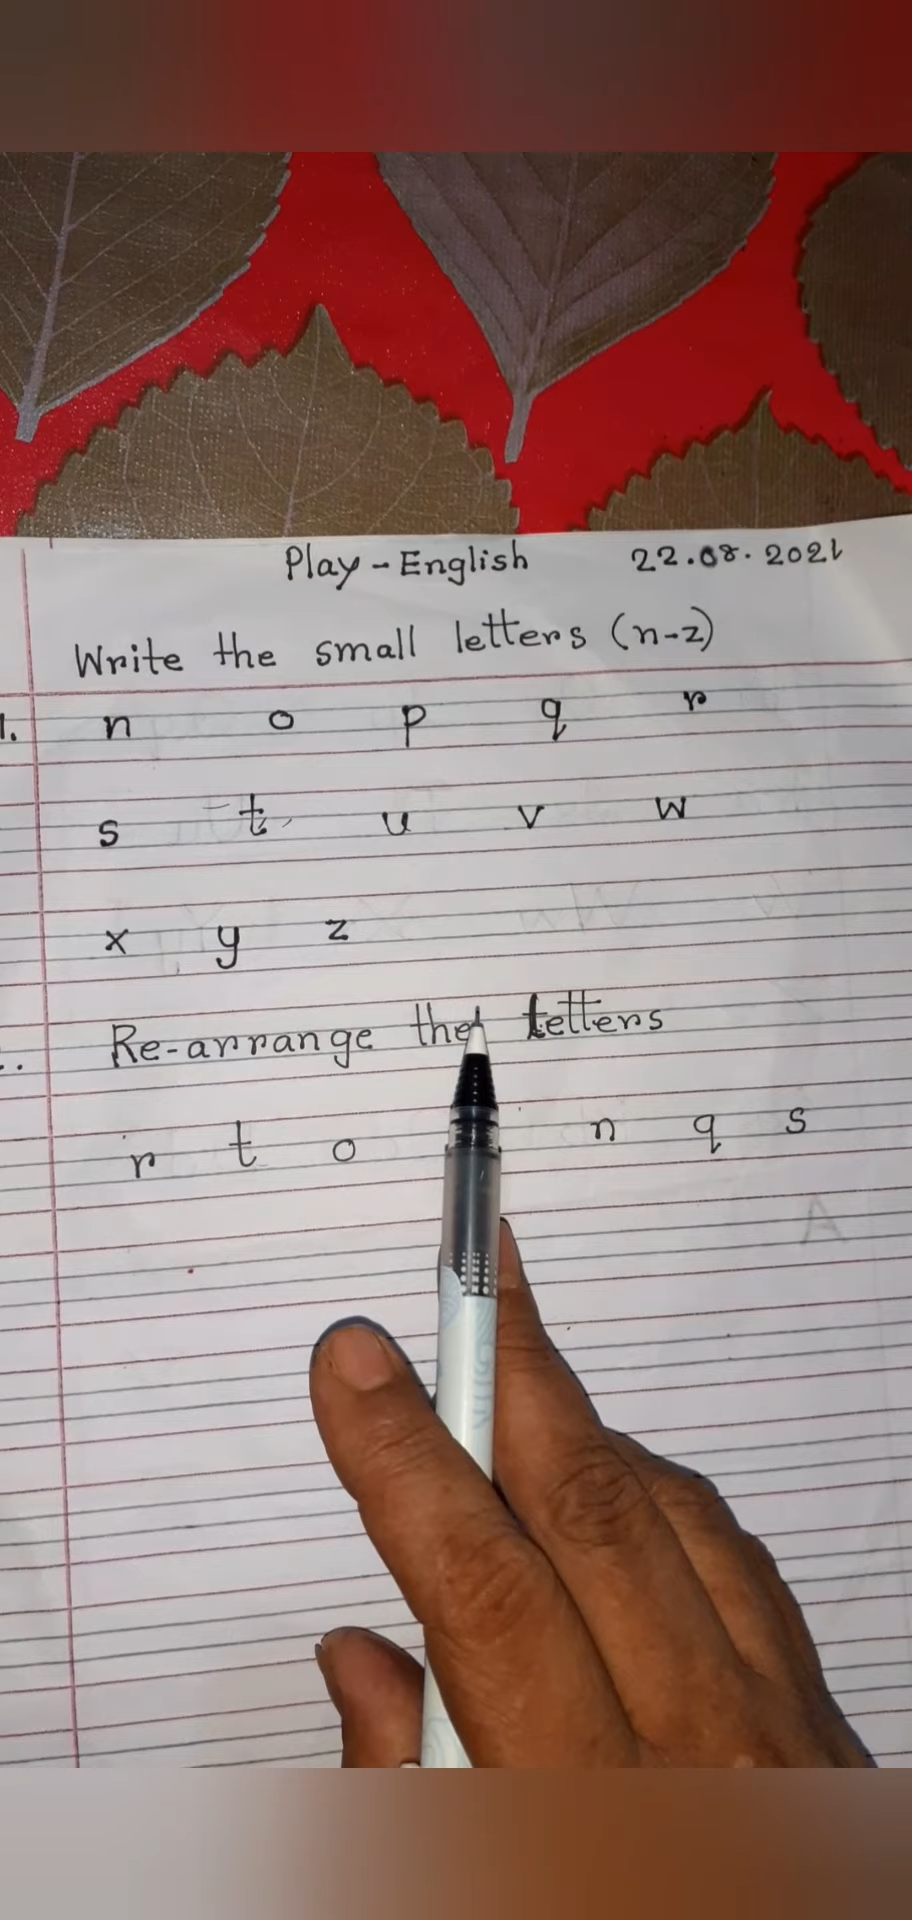 Play - English 22.08.2021
Write the small letters (n-z)
1. n o p q r
s t u v w
x y z
Re-arrange the letters
r t o n q s
A